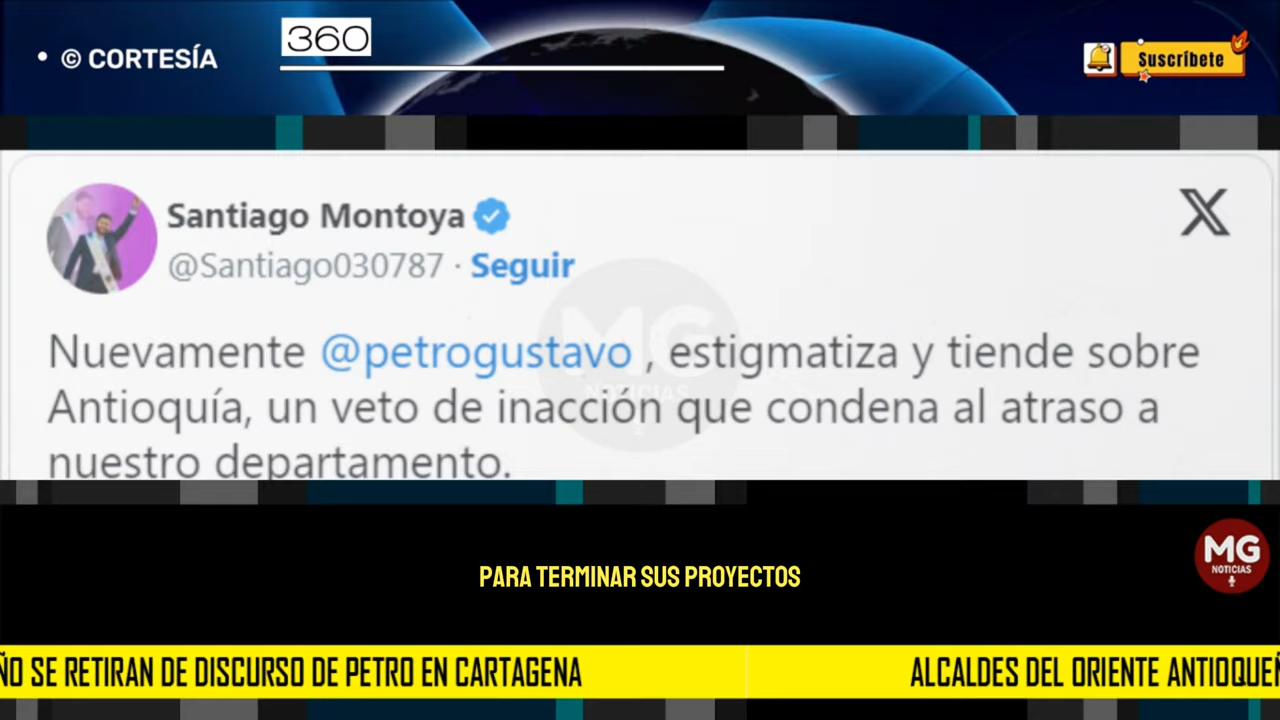 • © CORTESÍA
360
Suscríbete
Santiago Montoya
@Santiago030787 · Seguir
Nuevamente @petrogustavo , estigmatiza y tiende sobre
Antioquía, un veto de inacción que condena al atraso a
nuestro departamento.
MG
NOTICIAS
PARA TERMINAR SUS PROYECTOS
MG
NOTICIAS
ÑO SE RETIRAN DE DISCURSO DE PETRO EN CARTAGENA
ALCALDES DEL ORIENTE ANTIOQUEÑ